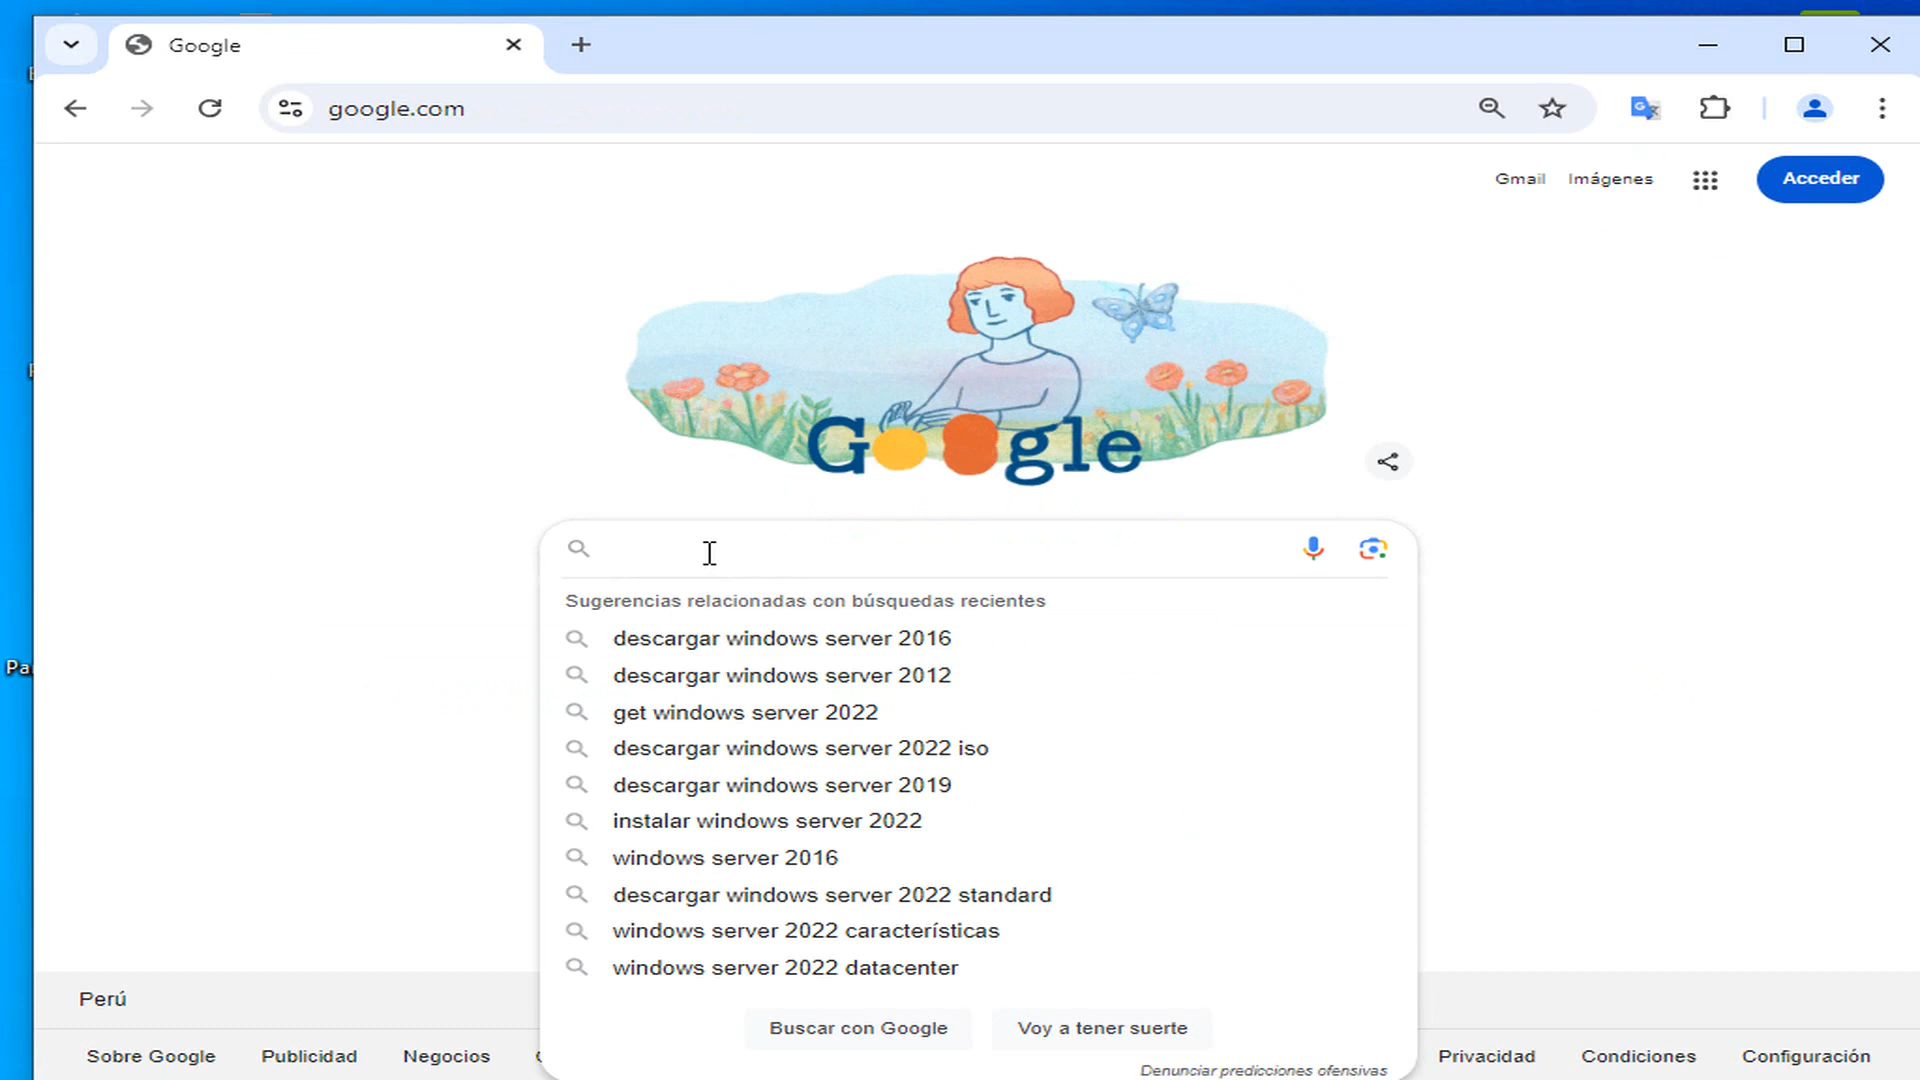 Google
google.com
Gmail Imágenes Acceder
Google
Sugerencias relacionadas con búsquedas recientes
descargar windows server 2016
descargar windows server 2012
get windows server 2022
descargar windows server 2022 iso
descargar windows server 2019
instalar windows server 2022
windows server 2016
descargar windows server 2022 standard
windows server 2022 características
windows server 2022 datacenter
Perú
Buscar con Google Voy a tener suerte
Sobre Google Publicidad Negocios Privacidad Condiciones Configuración
Denunciar predicciones ofensivas